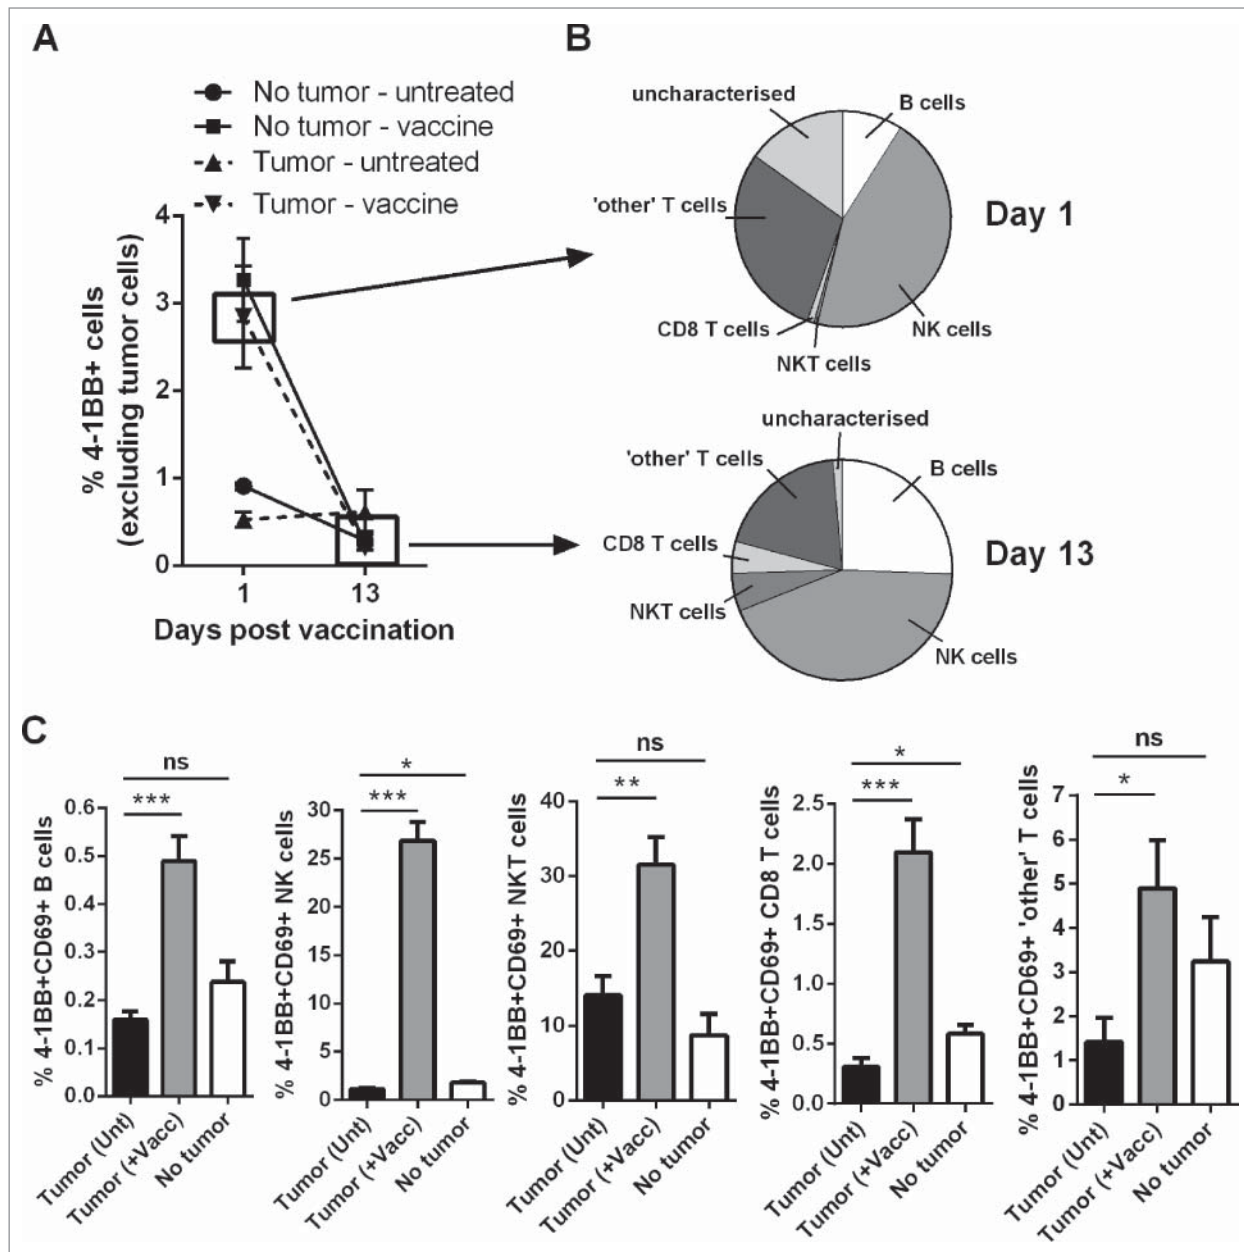 A
No tumor - untreated
No tumor - vaccine
Tumor - untreated
Tumor - vaccine
% 4-1BB+ cells
(excluding tumor cells)
4
3
2
1
0
1 13
Days post vaccination
B
uncharacterised
B cells
'other' T cells
Day 1
CD8 T cells
NK cells
NKT cells
uncharacterised
'other' T cells
B cells
CD8 T cells
Day 13
NKT cells
NK cells
C
% 4-1BB+CD69+ B cells
0.6
0.5
0.4
0.3
0.2
0.1
0.0
ns
***
Tumor (Unt)
Tumor (+Vacc)
No tumor
% 4-1BB+CD69+ NK cells
30
25
20
15
10
5
0
*
***
Tumor (Unt)
Tumor (+Vacc)
No tumor
% 4-1BB+CD69+ NKT cells
40
30
20
10
0
ns
**
Tumor (Unt)
Tumor (+Vacc)
No tumor
% 4-1BB+CD69+ CD8 T cells
2.5
2.0
1.5
1.0
0.5
0.0
*
***
Tumor (Unt)
Tumor (+Vacc)
No tumor
% 4-1BB+CD69+ 'other' T cells
7
6
5
4
3
2
1
0
ns
*
Tumor (Unt)
Tumor (+Vacc)
No tumor